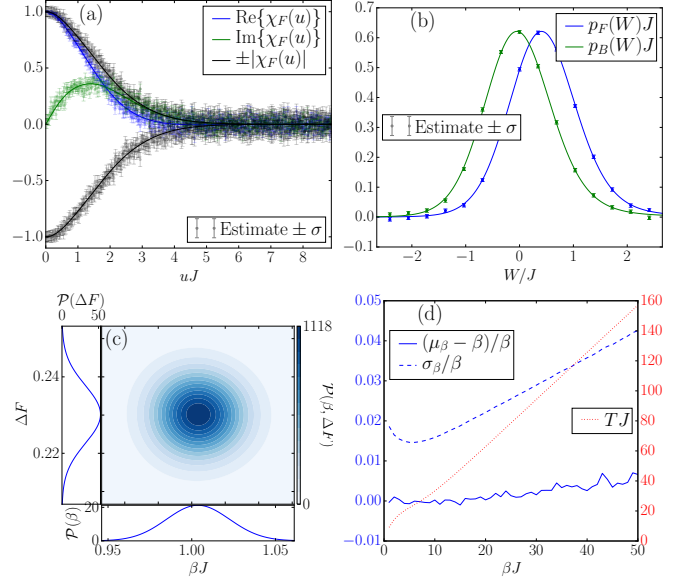 (a)
Re{χ_F(u)}
Im{χ_F(u)}
±|χ_F(u)|
Estimate ± σ
1.0
0.5
0.0
−0.5
−1.0
0 1 2 3 4 5 6 7 8
uJ
(b)
p_F(W)J
p_B(W)J
Estimate ± σ
0.7
0.6
0.5
0.4
0.3
0.2
0.1
0.0
−0.1
−2 −1 0 1 2
W/J
𝒫(ΔF)
0 50
(c)
0.24
0.22
ΔF
1118
0
𝒫(β, ΔF)
20
0
𝒫(β)
0.95 1.00 1.05
βJ
(d)
(μ_β − β)/β
σ_β/β
TJ
0.05
0.04
0.03
0.02
0.01
0.00
−0.01
160
140
120
100
80
60
40
20
0
0 10 20 30 40 50
βJ